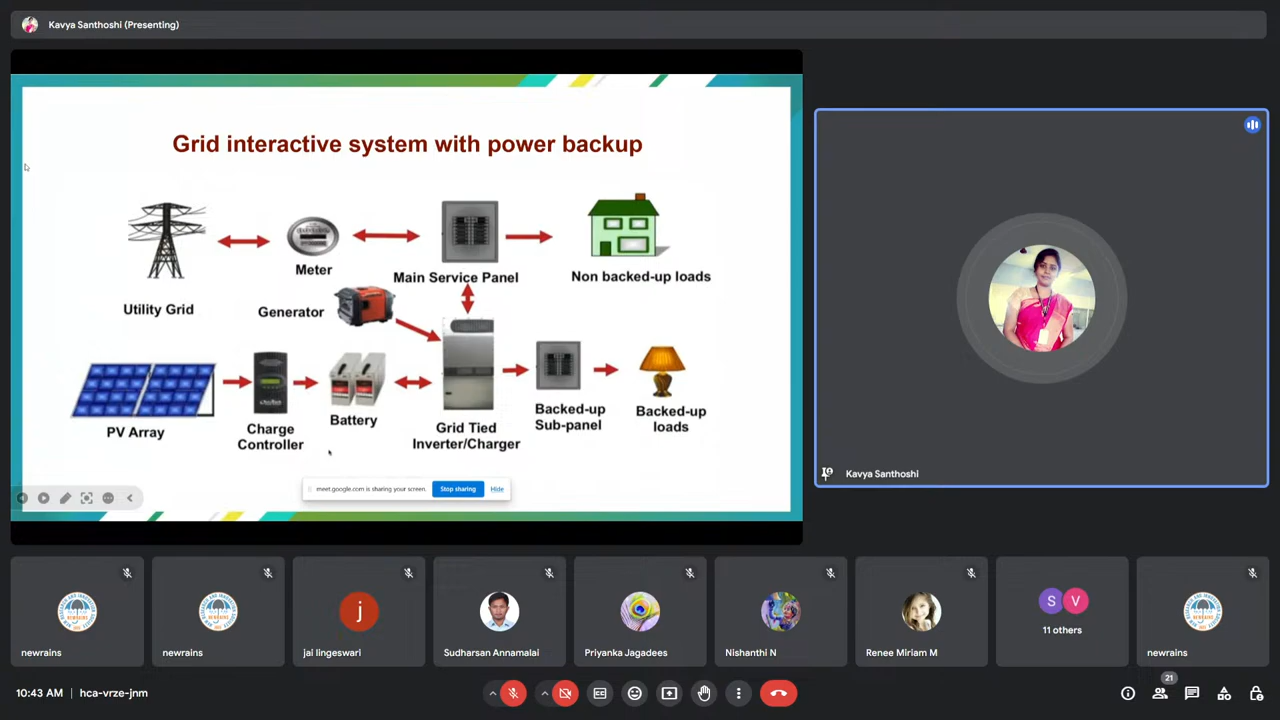 Kavya Santhoshi (Presenting)
Grid interactive system with power backup
Utility Grid
Meter
Main Service Panel
Non backed-up loads
Generator
PV Array
Charge
Controller
Battery
Grid Tied
Inverter/Charger
Backed-up
Sub-panel
Backed-up
loads
meet.google.com is sharing your screen.
Stop sharing
Hide
Kavya Santhoshi
newrains
newrains
j
jai lingeswari
Sudharsan Annamalai
Priyanka Jagadees
Nishanthi N
Renee Miriam M
S
V
11 others
newrains
10:43 AM
hca-vrze-jnm
21